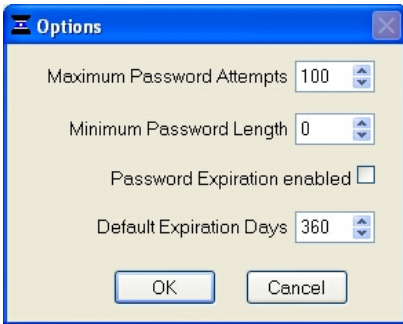 Options
Maximum Password Attempts 100
Minimum Password Length 0
Password Expiration enabled
Default Expiration Days 360
OK Cancel